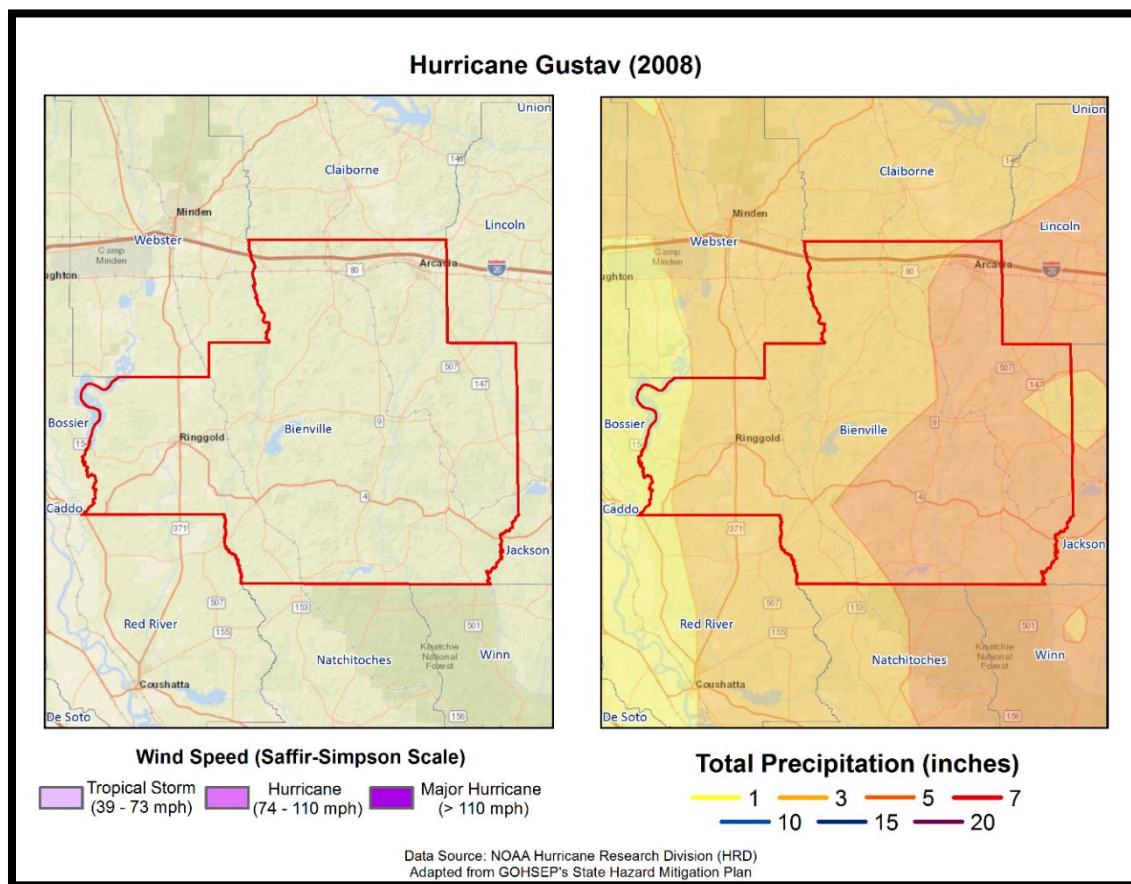 Hurricane Gustav (2008)
Union
146
Claiborne
Minden
Lincoln
Webster
Camp
Minden
ughton
80
Arcadia
20
507
147
Bossier
154
9
Ringgold
Bienville
4
Caddo
371
Jackson
507
153
Red River
155
501
Kisatchie
National
Forest
Natchitoches
Winn
Coushatta
De Soto
156
Union
146
Claiborne
Minden
Lincoln
Webster
Camp
Minden
ughton
80
Arcadia
20
507
147
Bossier
154
9
Ringgold
Bienville
4
Caddo
371
Jackson
507
153
Red River
155
501
Kisatchie
National
Forest
Natchitoches
Winn
Coushatta
De Soto
156
Wind Speed (Saffir-Simpson Scale)
Tropical Storm
(39 - 73 mph)
Hurricane
(74 - 110 mph)
Major Hurricane
(> 110 mph)
Total Precipitation (inches)
1 3 5 7
10 15 20
Data Source: NOAA Hurricane Research Division (HRD)
Adapted from GOHSEP's State Hazard Mitigation Plan